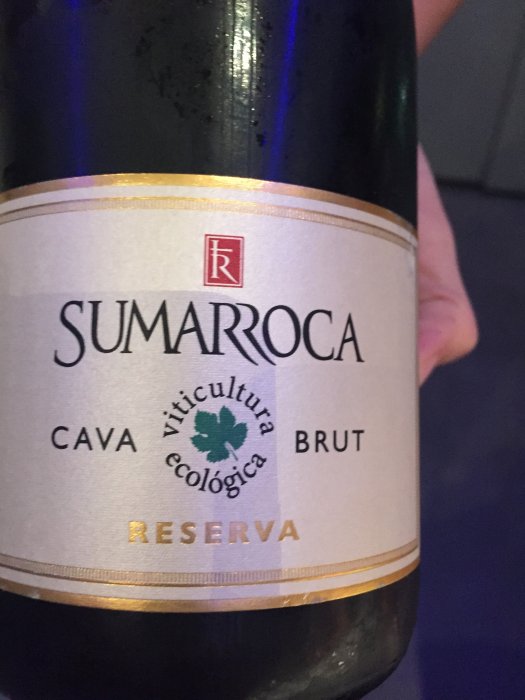 R
SUMARROCA
CAVA viticultura ecológica BRUT
RESERVA